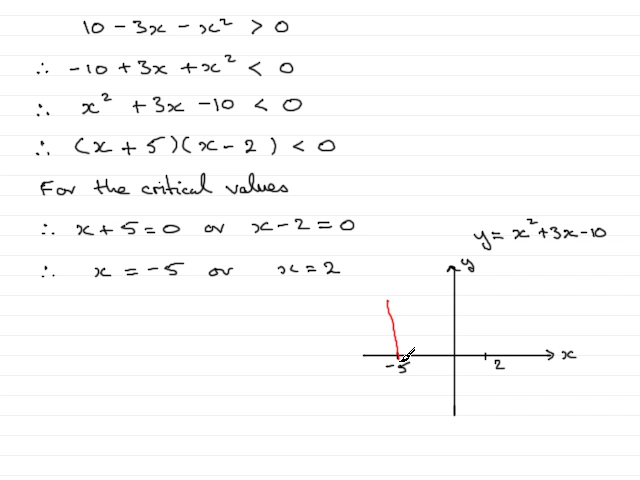 10 - 3x - x² > 0
∴ -10 + 3x + x² < 0
∴ x² + 3x - 10 < 0
∴ (x + 5)(x - 2) < 0
For the critical values
∴ x + 5 = 0 or x - 2 = 0
∴ x = -5 or x = 2
y = x² + 3x - 10
y
x
-5
2